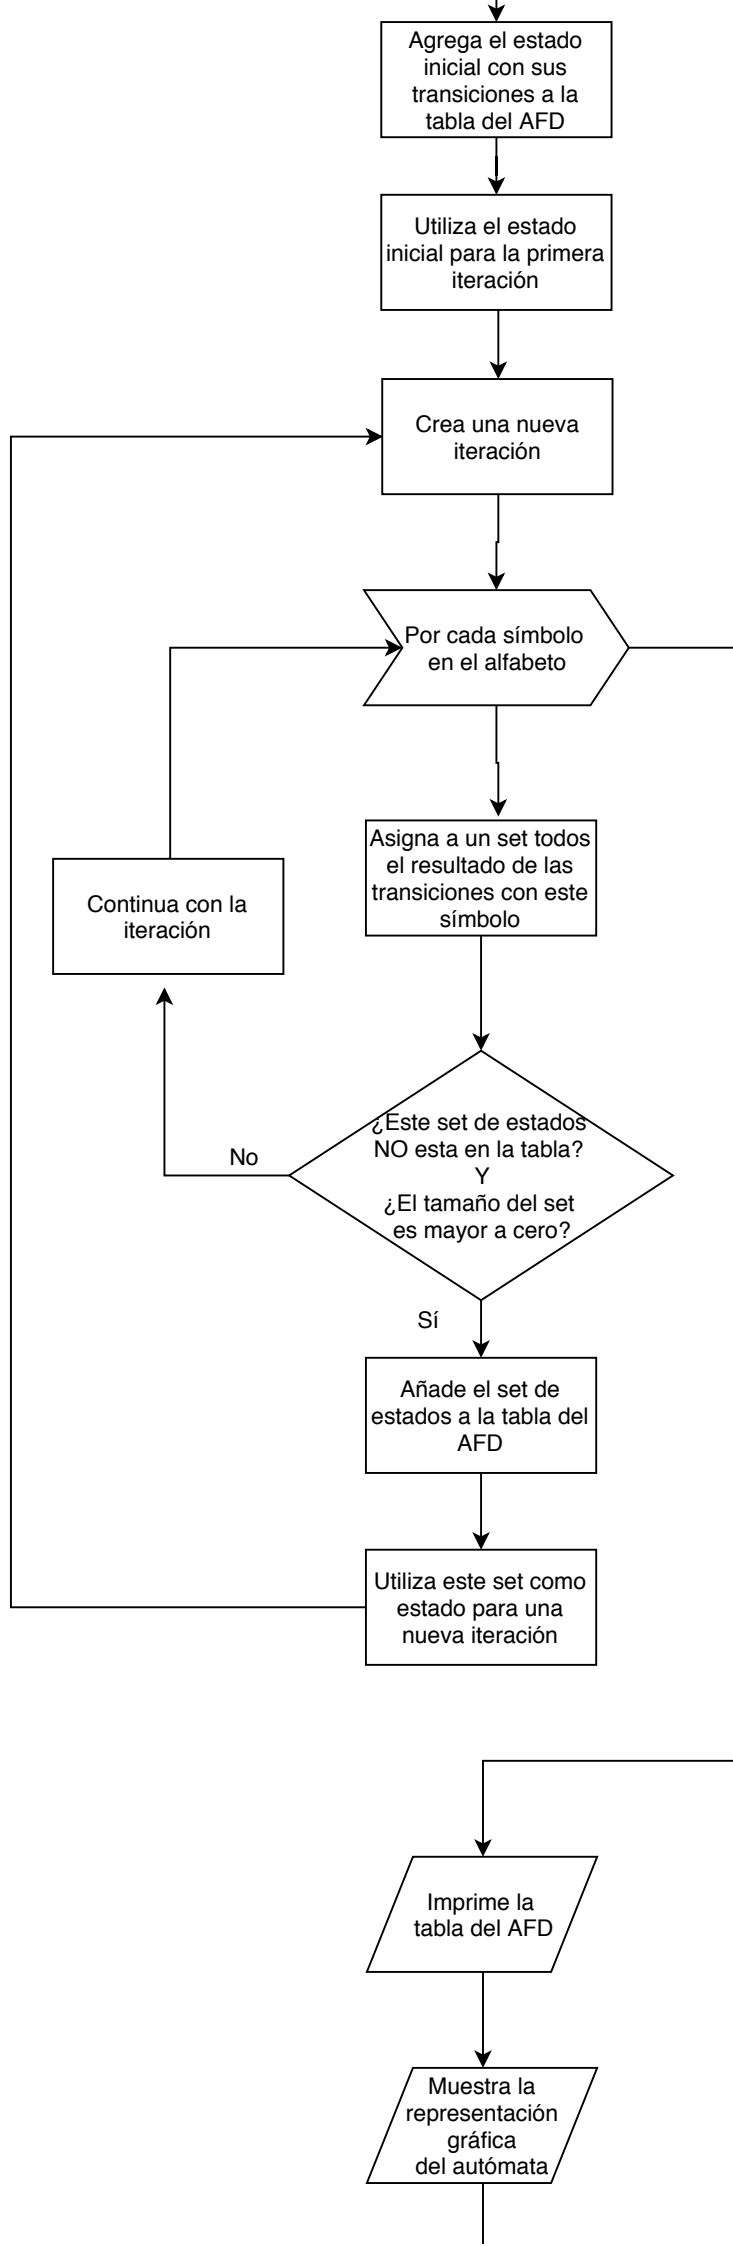 Agrega el estado
inicial con sus
transiciones a la
tabla del AFD
Utiliza el estado
inicial para la primera
iteración
Crea una nueva
iteración
Por cada símbolo
en el alfabeto
Asigna a un set todos
el resultado de las
transiciones con este
símbolo
Continua con la
iteración
¿Este set de estados
NO esta en la tabla?
Y
¿El tamaño del set
es mayor a cero?
No
Sí
Añade el set de
estados a la tabla del
AFD
Utiliza este set como
estado para una
nueva iteración
Imprime la
tabla del AFD
Muestra la
representación
gráfica
del autómata